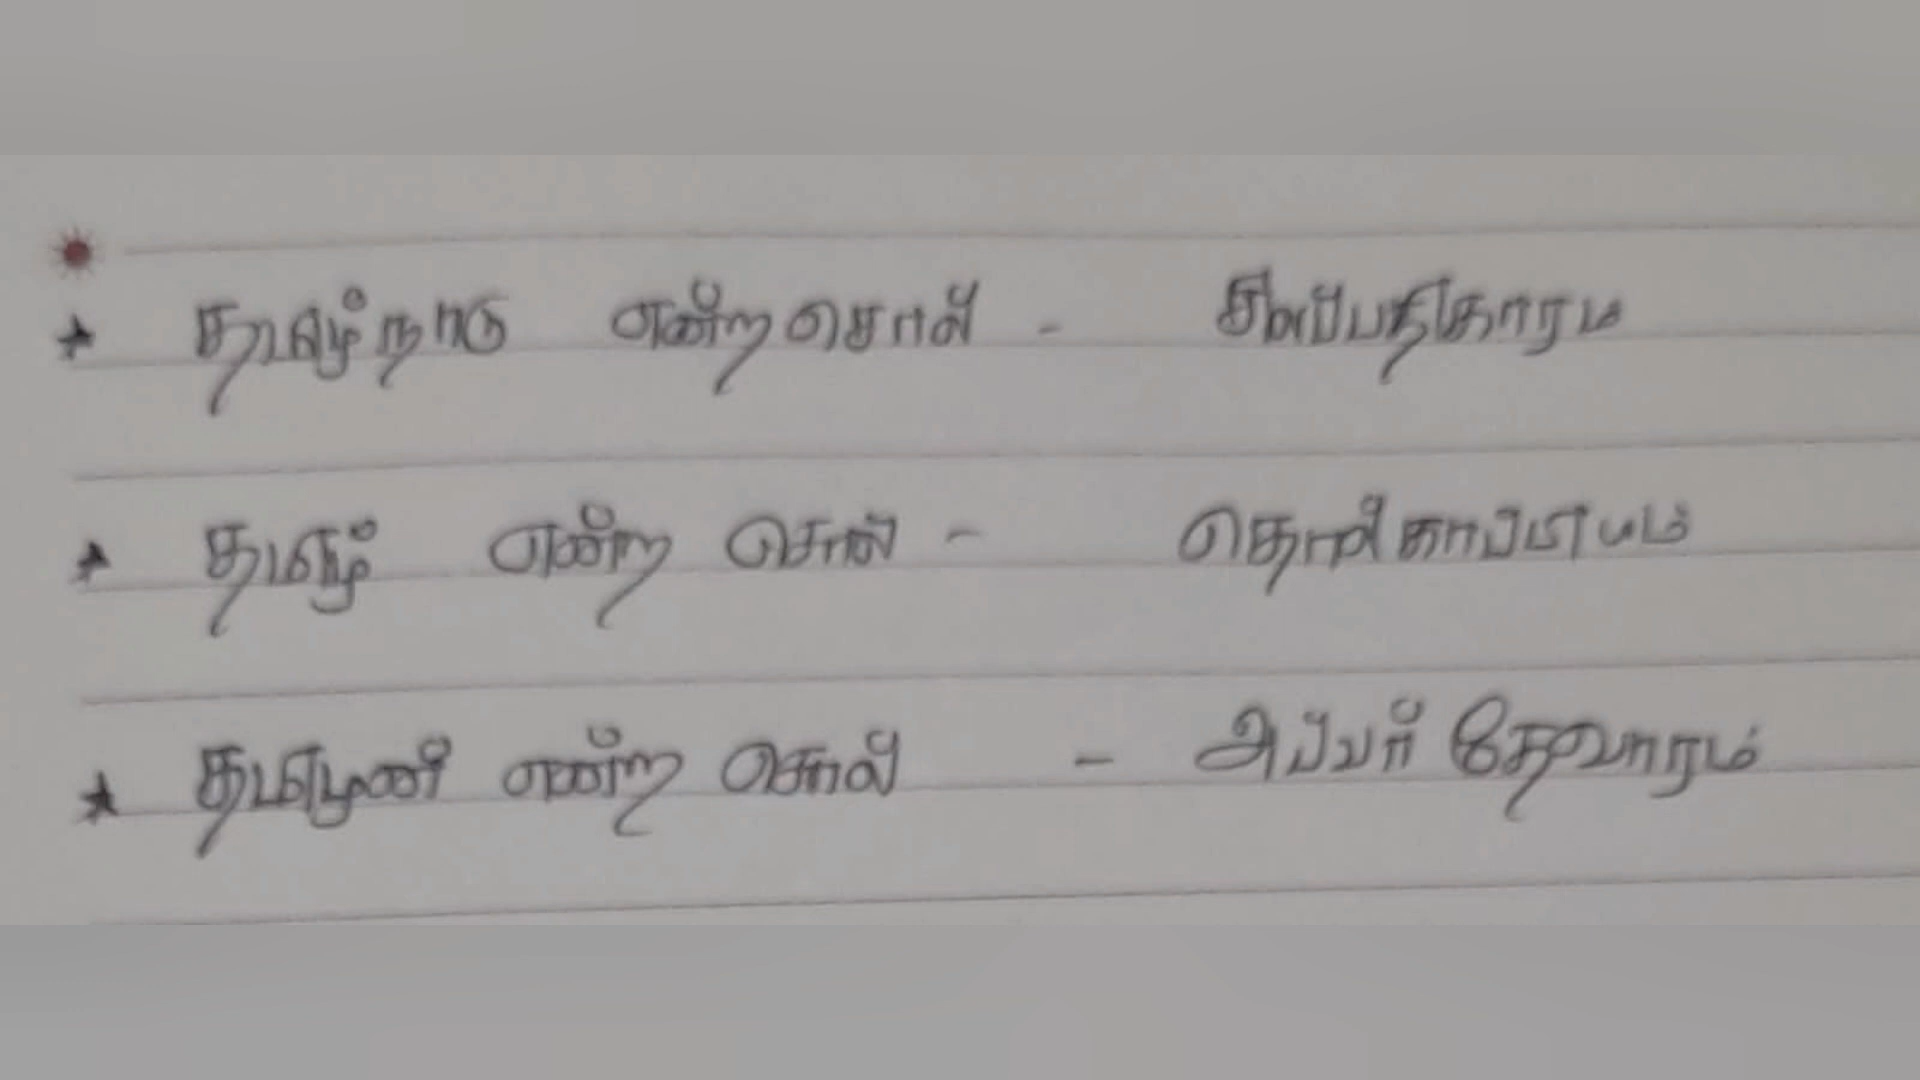 ★ தமிழ்நாடு என்ற சொல் - சிலப்பதிகாரம்
★ தமிழ் என்ற சொல் - தொல்காப்பியம்
★ தமிழன் என்ற சொல் - அப்பர் தேவாரம்